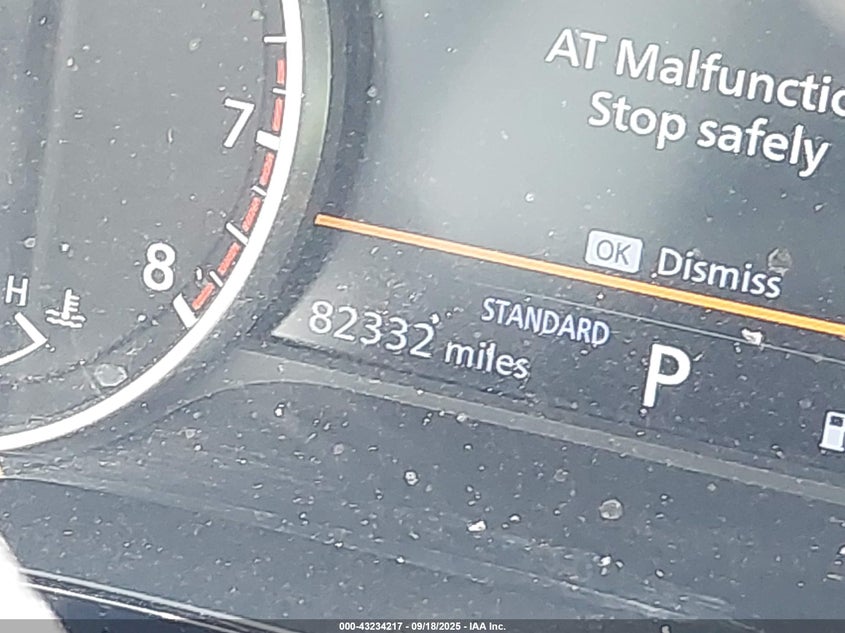 AT Malfunctio
Stop safely
7
OK Dismiss
8
H
STANDARD
82332 miles
P
000-43234217 - 09/18/2025 - IAA Inc.